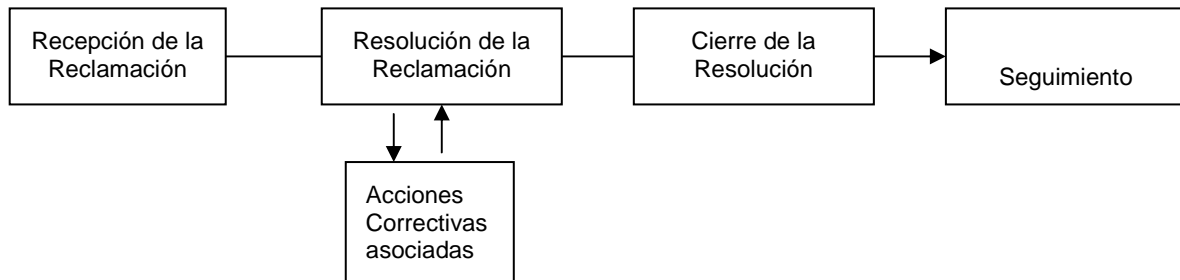 Recepción de la
Reclamación
Resolución de la
Reclamación
Cierre de la
Resolución
Seguimiento
Acciones
Correctivas
asociadas